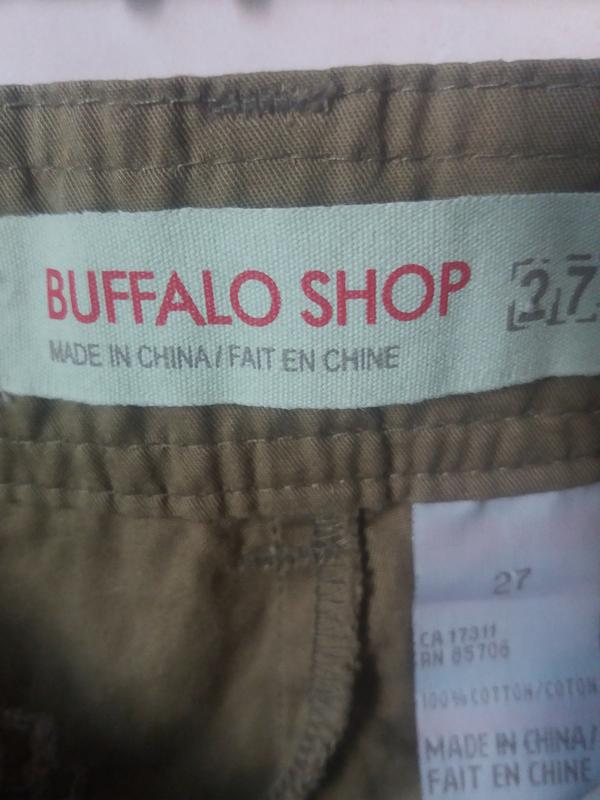 BUFFALO SHOP 27
MADE IN CHINA/FAIT EN CHINE
27
CA 17311
RN 85706
100% COTTON/COTON
MADE IN CHINA/
FAIT EN CHINE